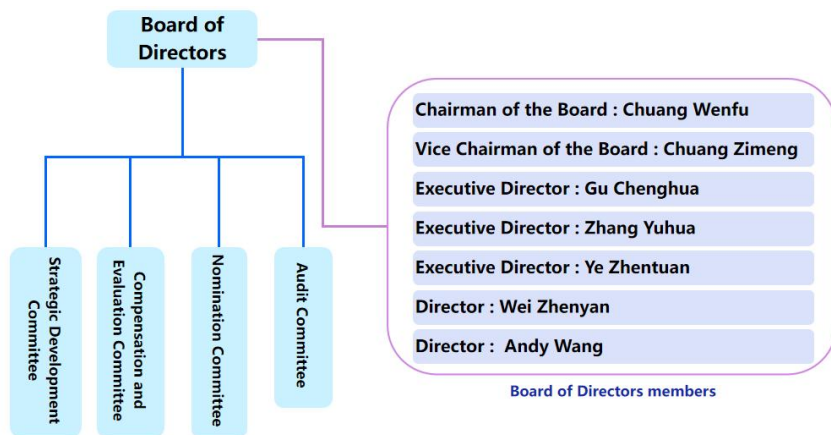 Board of
Directors
Chairman of the Board : Chuang Wenfu
Vice Chairman of the Board : Chuang Zimeng
Executive Director : Gu Chenghua
Executive Director : Zhang Yuhua
Executive Director : Ye Zhentuan
Director : Wei Zhenyan
Director : Andy Wang
Board of Directors members
Strategic Development
Committee
Compensation and
Evaluation Committee
Nomination Committee
Audit Committee